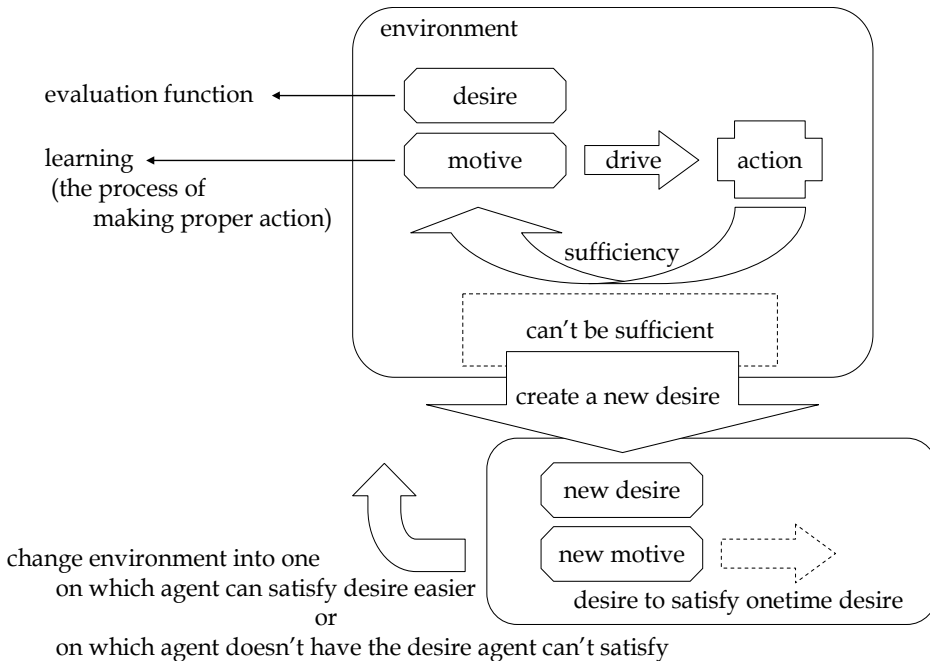 environment
evaluation function
desire
learning
(the process of
making proper action)
motive
drive
action
sufficiency
can't be sufficient
create a new desire
new desire
new motive
desire to satisfy onetime desire
change environment into one
on which agent can satisfy desire easier
or
on which agent doesn't have the desire agent can't satisfy